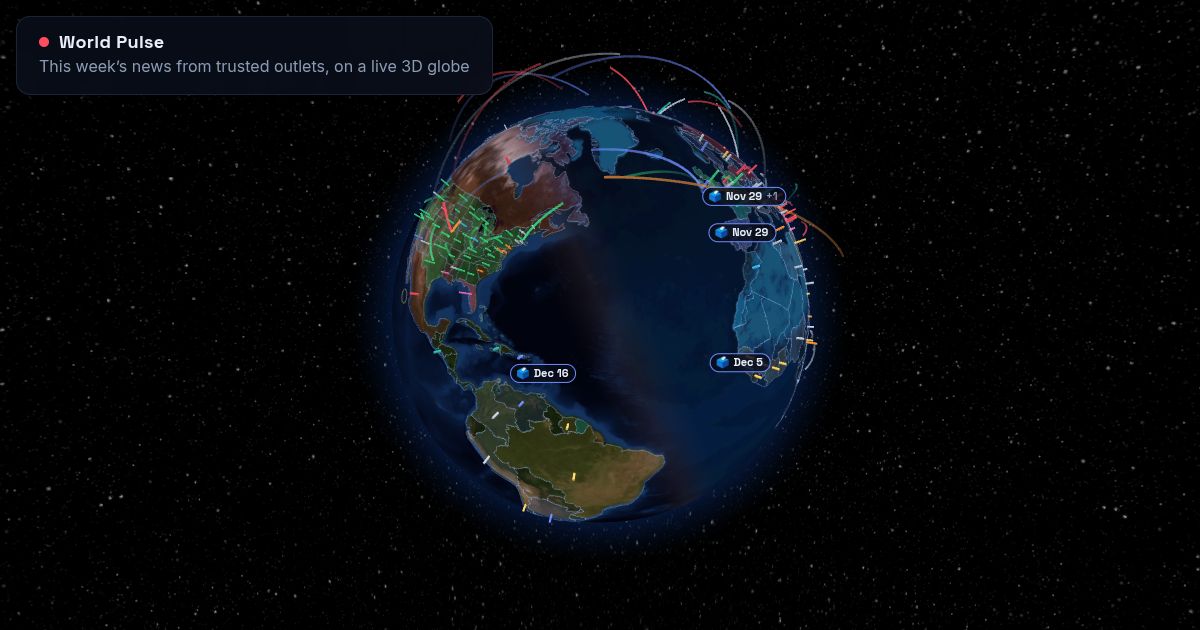 World Pulse
This week's news from trusted outlets, on a live 3D globe
Nov 29 +1
Nov 29
Dec 5
Dec 16